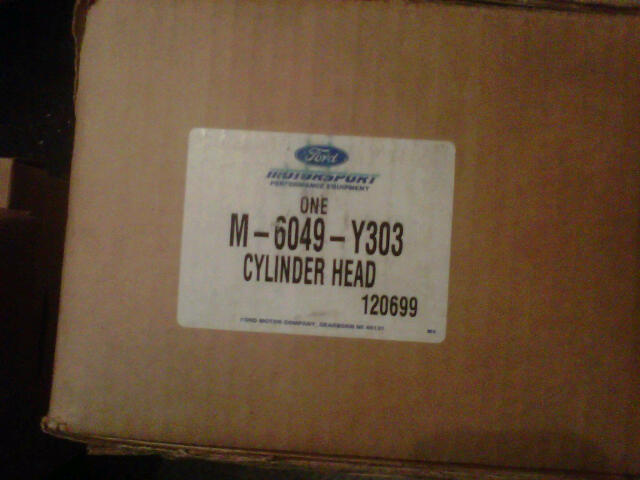 Ford
MOTORSPORT
PERFORMANCE EQUIPMENT
ONE
M-6049-Y303
CYLINDER HEAD
120699
FORD MOTOR COMPANY, DEARBORN MI 48121